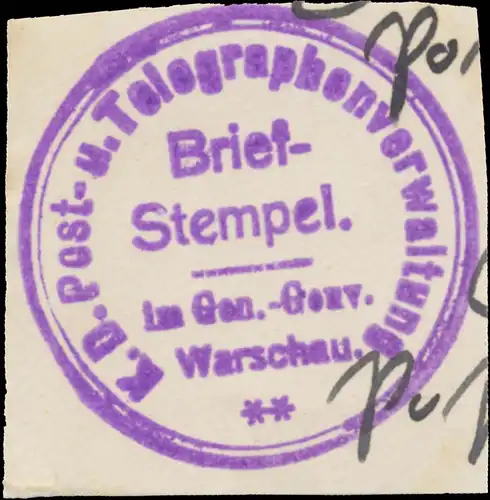 K.D. Post- u. Telegraphenverwaltung
Brief-
Stempel.
im Gen.-Gouv.
Warschau.
**